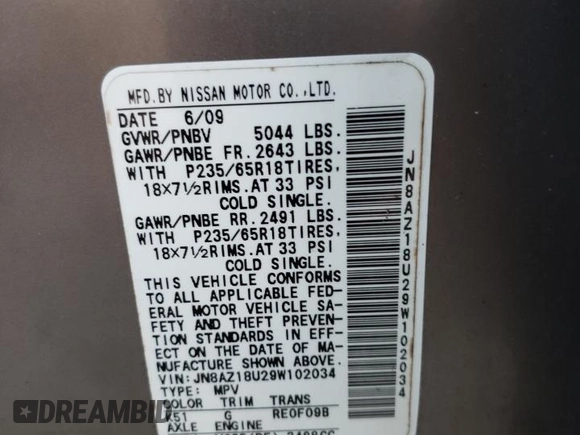 MFD.BY NISSAN MOTOR CO.,LTD.
DATE 6/09
GVWR/PNBV 5044 LBS.
GAWR/PNBE FR. 2643 LBS.
WITH P235/65R18TIRES,
18X7½RIMS.AT 33 PSI
COLD SINGLE.
GAWR/PNBE RR. 2491 LBS.
WITH P235/65R18TIRES,
18X7½RIMS.AT 33 PSI
COLD SINGLE.
THIS VEHICLE CONFORMS
TO ALL APPLICABLE FED-
ERAL MOTOR VEHICLE SA-
FETY AND THEFT PREVEN-
TION STANDARDS IN EFF-
ECT ON THE DATE OF MA-
NUFACTURE SHOWN ABOVE.
VIN:JN8AZ18U29W102034
TYPE: MPV
COLOR TRIM TRANS
K51 G RE0F09B
AXLE ENGINE
JN8AZ18U29W102034
DREAMBID.COM